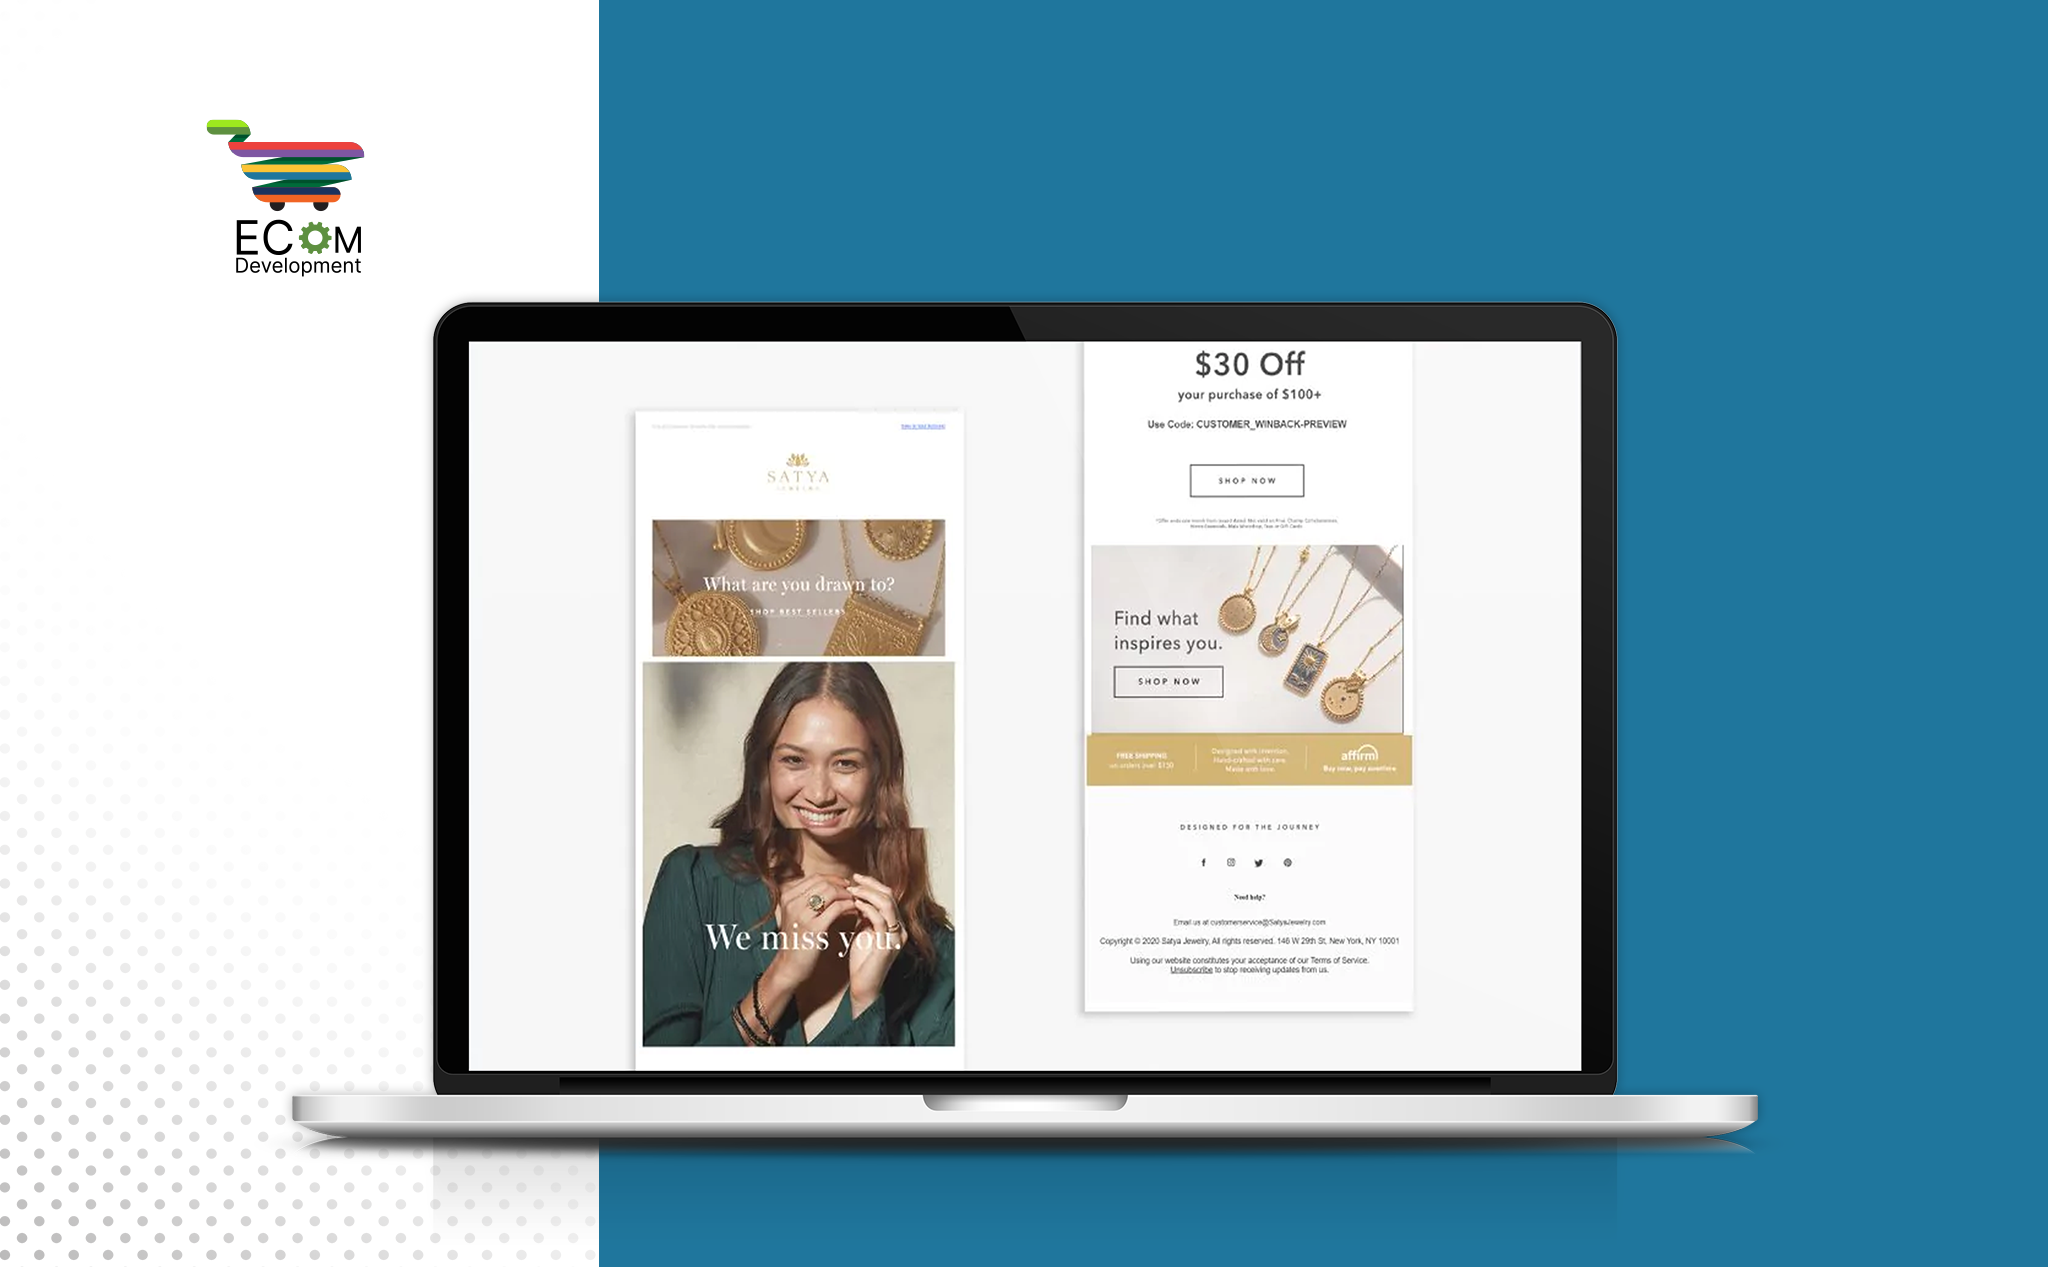 ECOM
Development
SATYA
JEWELRY
What are you drawn to?
SHOP BEST SELLERS
We miss you.
$30 Off
your purchase of $100+
Use Code: CUSTOMER_WINBACK-PREVIEW
SHOP NOW
Find what
inspires you.
SHOP NOW
FREE SHIPPING
on orders over $150
Designed with intention.
Hand-crafted with care.
Made with love.
affirm
Buy now, pay overtime
DESIGNED FOR THE JOURNEY
Need help?
Email us at customerservice@SatyaJewelry.com
Copyright © 2020 Satya Jewelry, All rights reserved. 146 W 29th St, New York, NY 10001
Using our website constitutes your acceptance of our Terms of Service.
Unsubscribe to stop receiving updates from us.